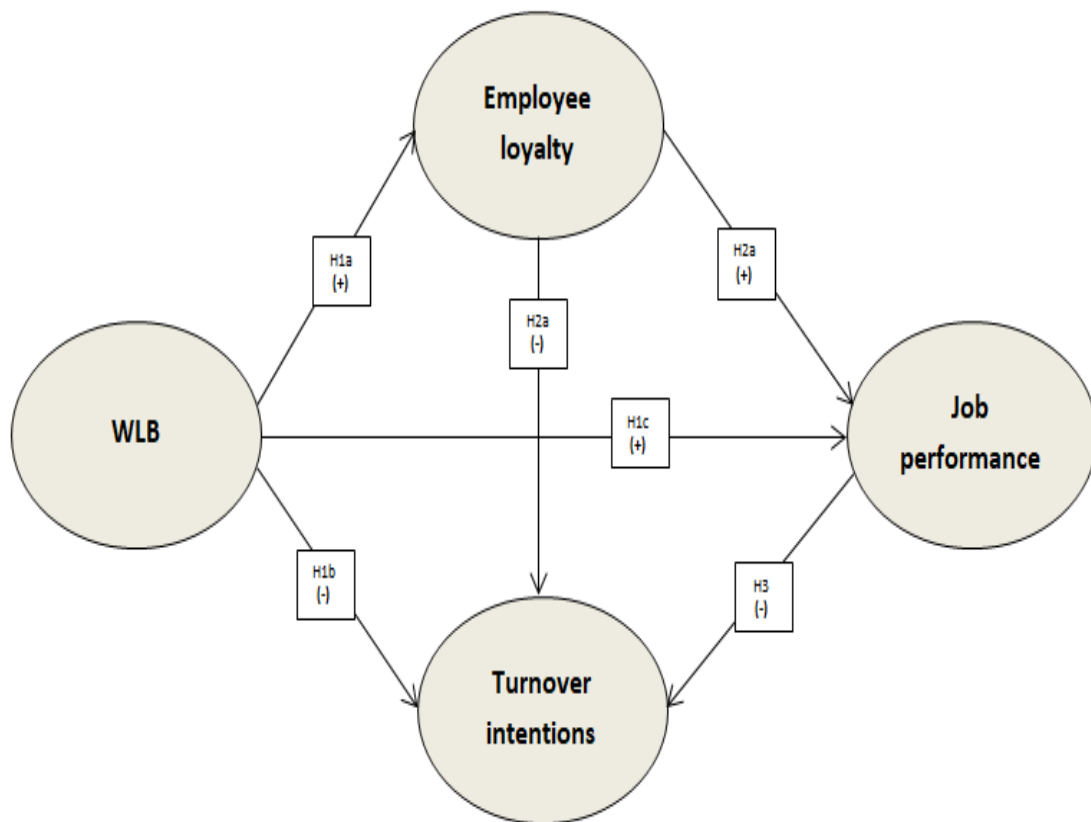 Employee
loyalty
H1a
(+)
H2a
(+)
H2a
(-)
WLB
H1c
(+)
Job
performance
H1b
(-)
H3
(-)
Turnover
intentions